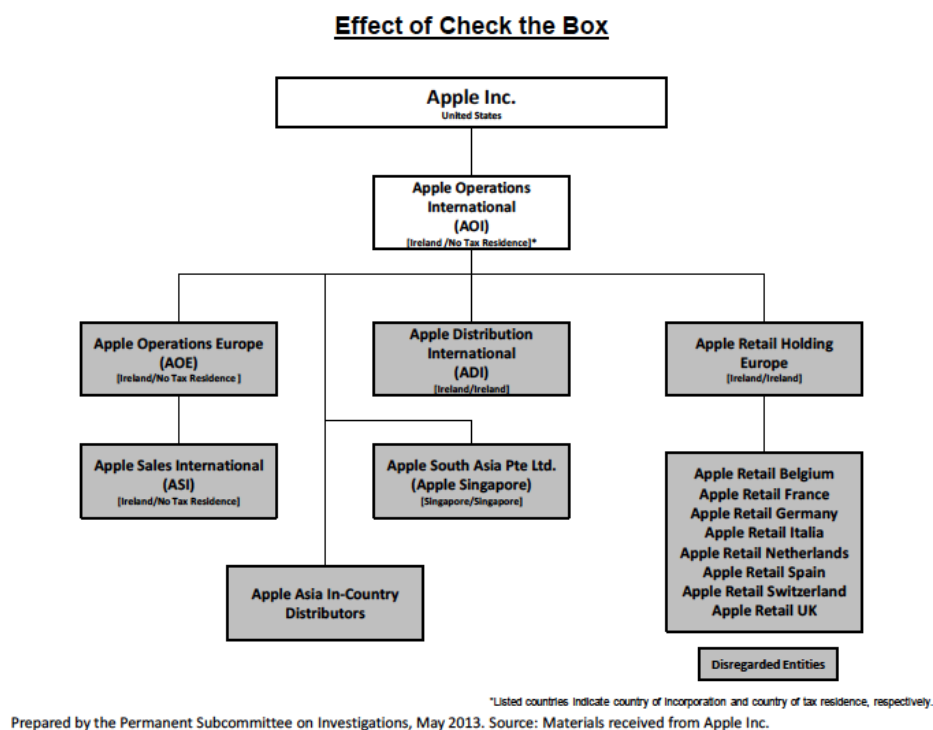 Effect of Check the Box
Apple Inc.
United States
Apple Operations
International
(AOI)
[Ireland /No Tax Residence]*
Apple Operations Europe
(AOE)
[Ireland/No Tax Residence ]
Apple Distribution
International
(ADI)
[Ireland/Ireland]
Apple Retail Holding
Europe
[Ireland/Ireland]
Apple Sales International
(ASI)
[Ireland/No Tax Residence]
Apple South Asia Pte Ltd.
(Apple Singapore)
[Singapore/Singapore]
Apple Retail Belgium
Apple Retail France
Apple Retail Germany
Apple Retail Italia
Apple Retail Netherlands
Apple Retail Spain
Apple Retail Switzerland
Apple Retail UK
Apple Asia In-Country
Distributors
Disregarded Entities
*Listed countries indicate country of incorporation and country of tax residence, respectively.
Prepared by the Permanent Subcommittee on Investigations, May 2013. Source: Materials received from Apple Inc.